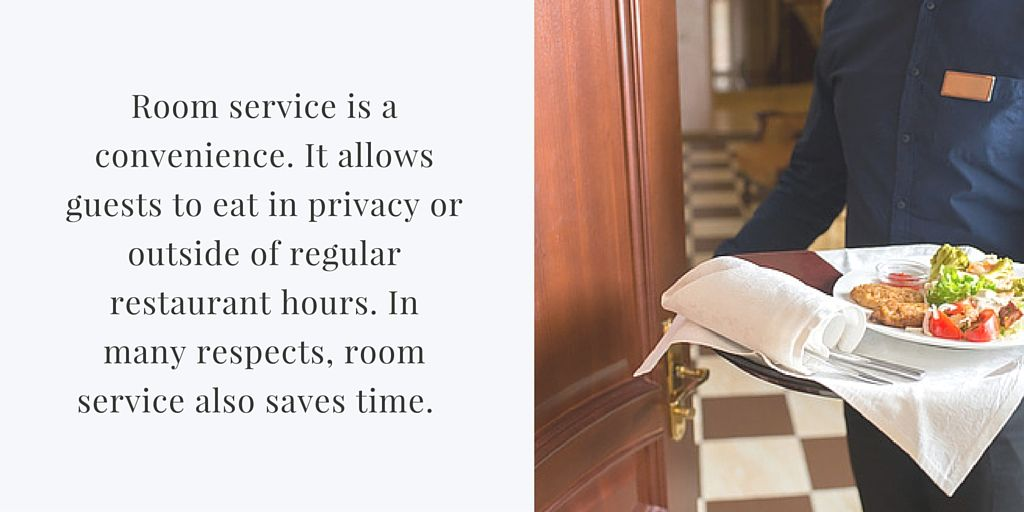 Room service is a
convenience. It allows
guests to eat in privacy or
outside of regular
restaurant hours. In
many respects, room
service also saves time.